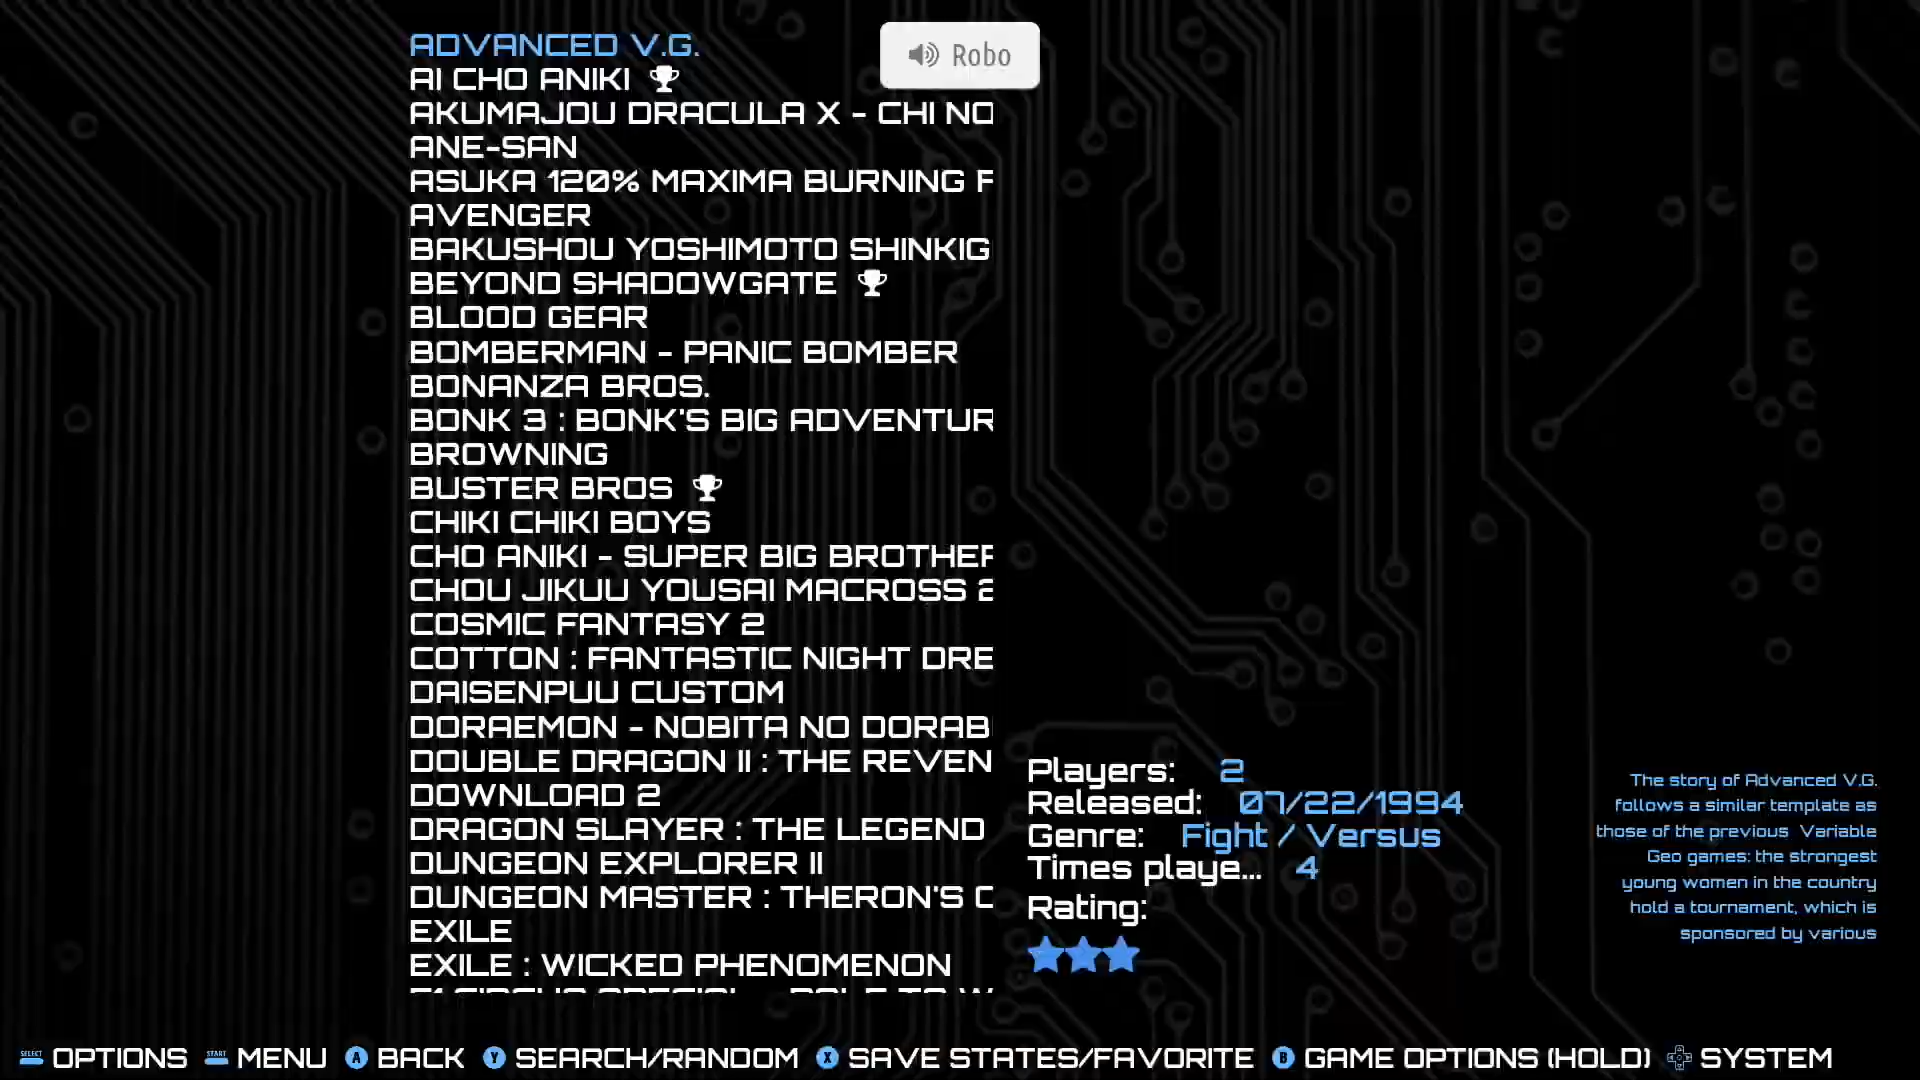 ADVANCED V.G.
Robo
AI CHO ANIKI
AKUMAJOU DRACULA X - CHI NO
ANE-SAN
ASUKA 120% MAXIMA BURNING F
AVENGER
BAKUSHOU YOSHIMOTO SHINKIG
BEYOND SHADOWGATE
BLOOD GEAR
BOMBERMAN - PANIC BOMBER
BONANZA BROS.
BONK 3 : BONK'S BIG ADVENTUR
BROWNING
BUSTER BROS
CHIKI CHIKI BOYS
CHO ANIKI - SUPER BIG BROTHER
CHOU JIKUU YOUSAI MACROSS 2
COSMIC FANTASY 2
COTTON : FANTASTIC NIGHT DRE
DAISENPUU CUSTOM
DORAEMON - NOBITA NO DORAB
DOUBLE DRAGON II : THE REVEN
DOWNLOAD 2
DRAGON SLAYER : THE LEGEND
DUNGEON EXPLORER II
DUNGEON MASTER : THERON'S
EXILE
EXILE : WICKED PHENOMENON
Players: 2
Released: 07/22/1994
Genre: Fight / Versus
Times playe... 4
Rating:
The story of Advanced V.G.
follows a similar template as
those of the previous Variable
Geo games: the strongest
young women in the country
hold a tournament, which is
sponsored by various
SELECT OPTIONS START MENU A BACK Y SEARCH/RANDOM X SAVE STATES/FAVORITE B GAME OPTIONS (HOLD) SYSTEM